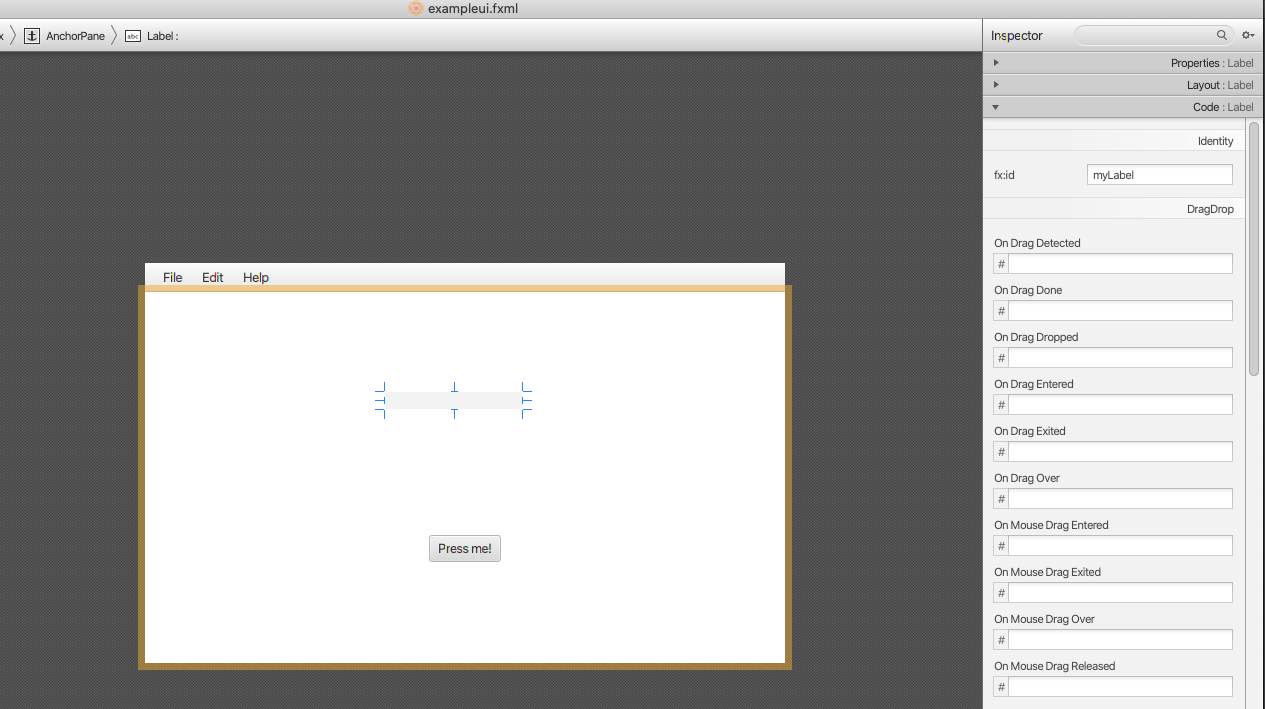 exampleui.fxml
x AnchorPane abc Label :
Inspector
Properties : Label
Layout : Label
Code : Label
Identity
fx:id myLabel
DragDrop
On Drag Detected
#
On Drag Done
#
On Drag Dropped
#
On Drag Entered
#
On Drag Exited
#
On Drag Over
#
On Mouse Drag Entered
#
On Mouse Drag Exited
#
On Mouse Drag Over
#
On Mouse Drag Released
#
File Edit Help
Press me!